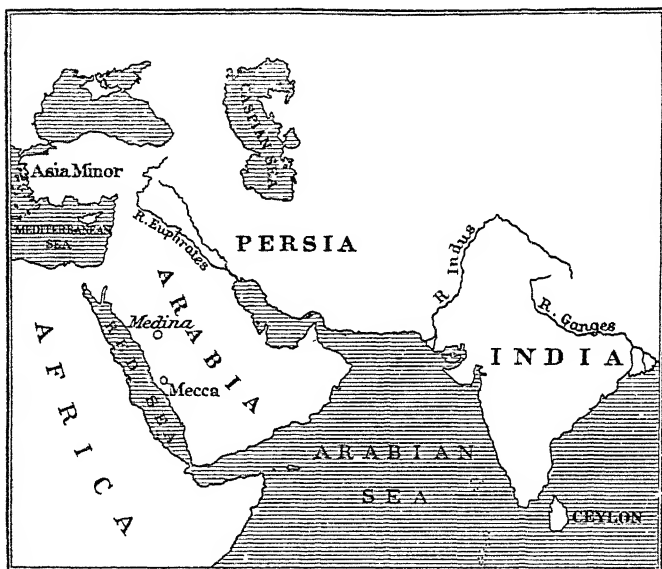 CASPIAN SEA
Asia Minor
MEDITERRANEAN
SEA
R. Euphrates
PERSIA
R Indus
R. Ganges
ARABIA
Medina
Mecca
RED SEA
AFRICA
INDIA
ARABIAN
SEA
CEYLON